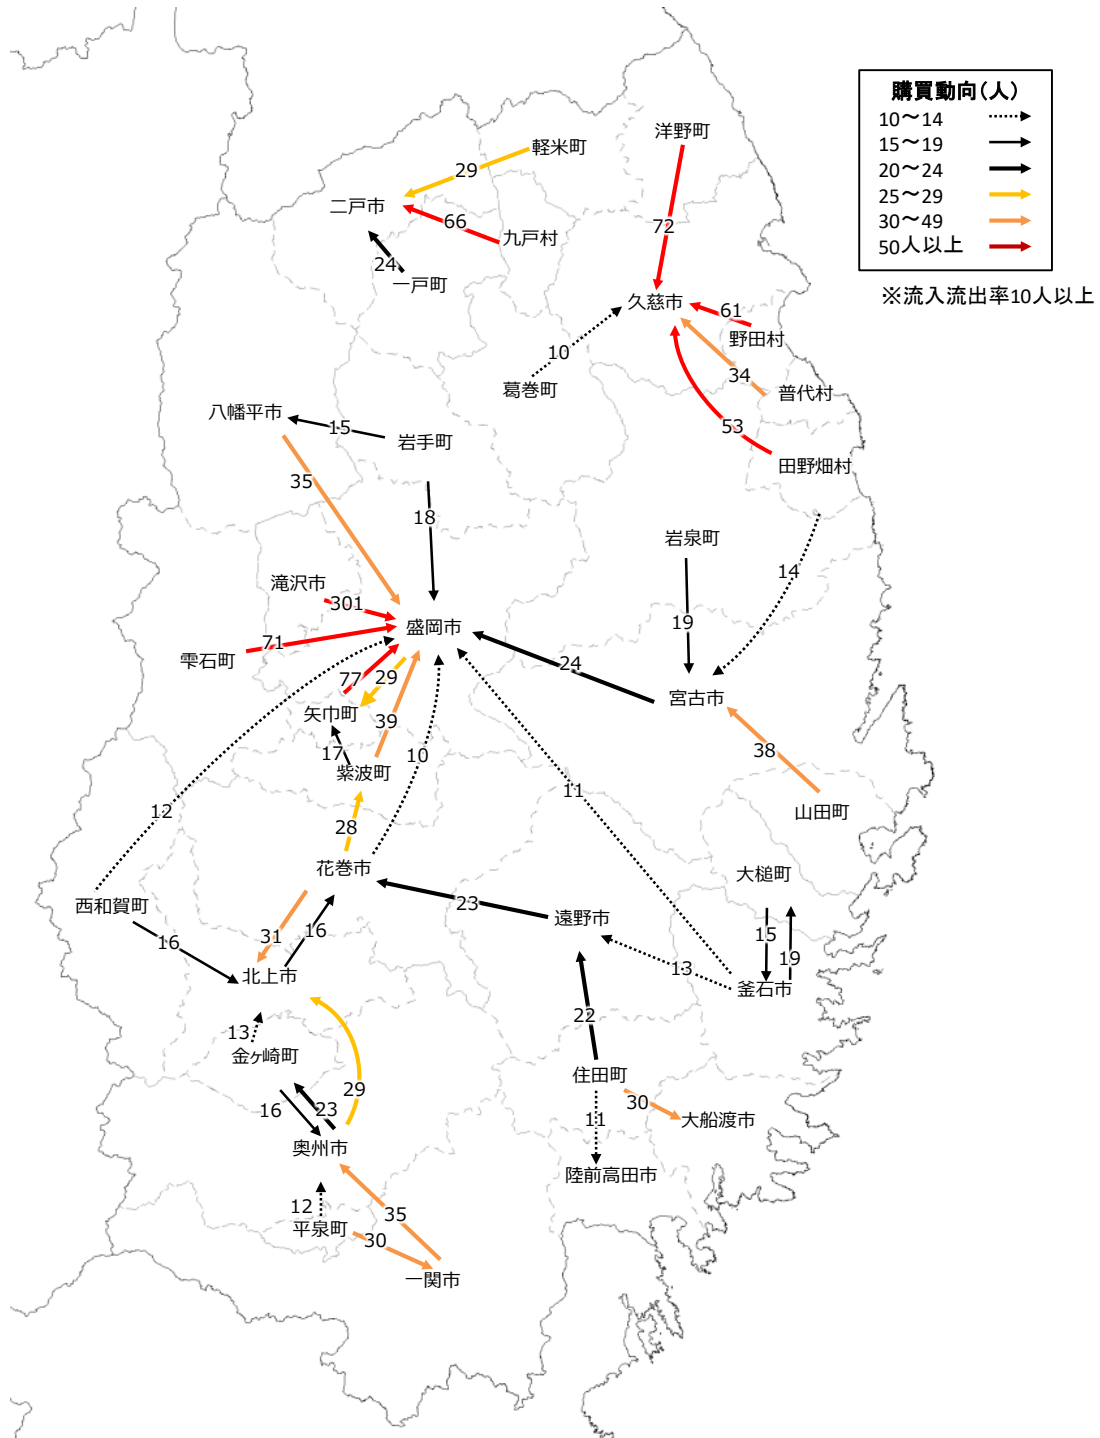 購買動向(人)
10～14
15～19
20～24
25～29
30～49
50人以上
※流入流出率10人以上
洋野町
軽米町
29
二戸市
66
九戸村
72
24
一戸町
久慈市
61
野田村
10
34
葛巻町
普代村
八幡平市
15
岩手町
53
田野畑村
35
18
岩泉町
14
滝沢市
301
19
盛岡市
71
雫石町
24
77
29
宮古市
矢巾町
39
17
10
38
紫波町
11
12
山田町
28
花巻市
大槌町
西和賀町
23
遠野市
31
16
15
16
19
北上市
13
釜石市
13
22
金ヶ崎町
住田町
29
16
23
30
11
大船渡市
奥州市
陸前高田市
12
35
平泉町
30
一関市